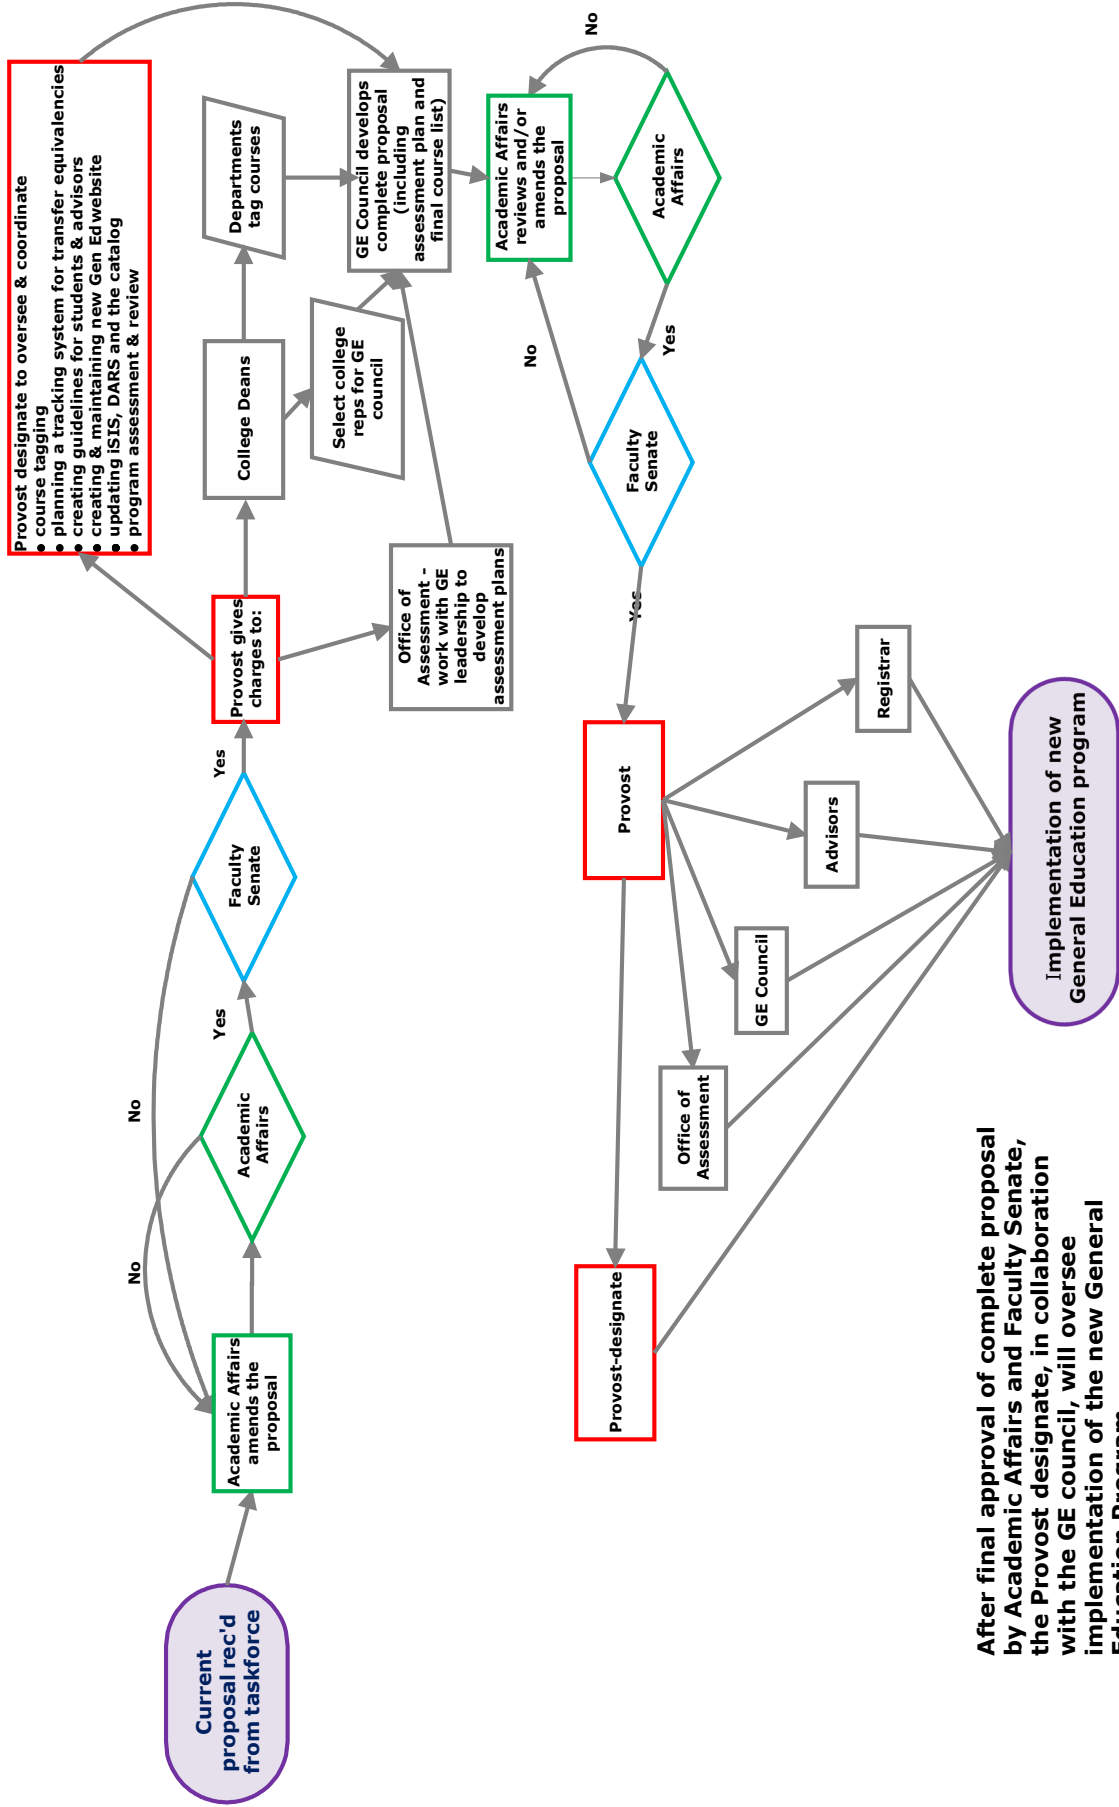 Current
proposal rec'd
from taskforce
Academic Affairs
amends the
proposal
No
No
Academic
Affairs
Yes
Faculty
Senate
Yes
Provost gives
charges to:
Provost designate to oversee & coordinate
• course tagging
• planning a tracking system for transfer equivalencies
• creating guidelines for students & advisors
• creating & maintaining new Gen Edwebsite
• updating iSIS, DARS and the catalog
• program assessment & review
College Deans
Departments
tag courses
Select college
reps for GE
council
Office of
Assessment –
work with GE
leadership to
develop
assessment plans
GE Council develops
complete proposal
(including
assessment plan and
final course list)
Academic Affairs
reviews and/or
amends the
proposal
No
Academic
Affairs
No
Yes
Faculty
Senate
Yes
Provost
Provost-designate
Office of
Assessment
GE Council
Advisors
Registrar
Implementation of new
General Education program
After final approval of complete proposal
by Academic Affairs and Faculty Senate,
the Provost designate, in collaboration
with the GE council, will oversee
implementation of the new General
Education Program